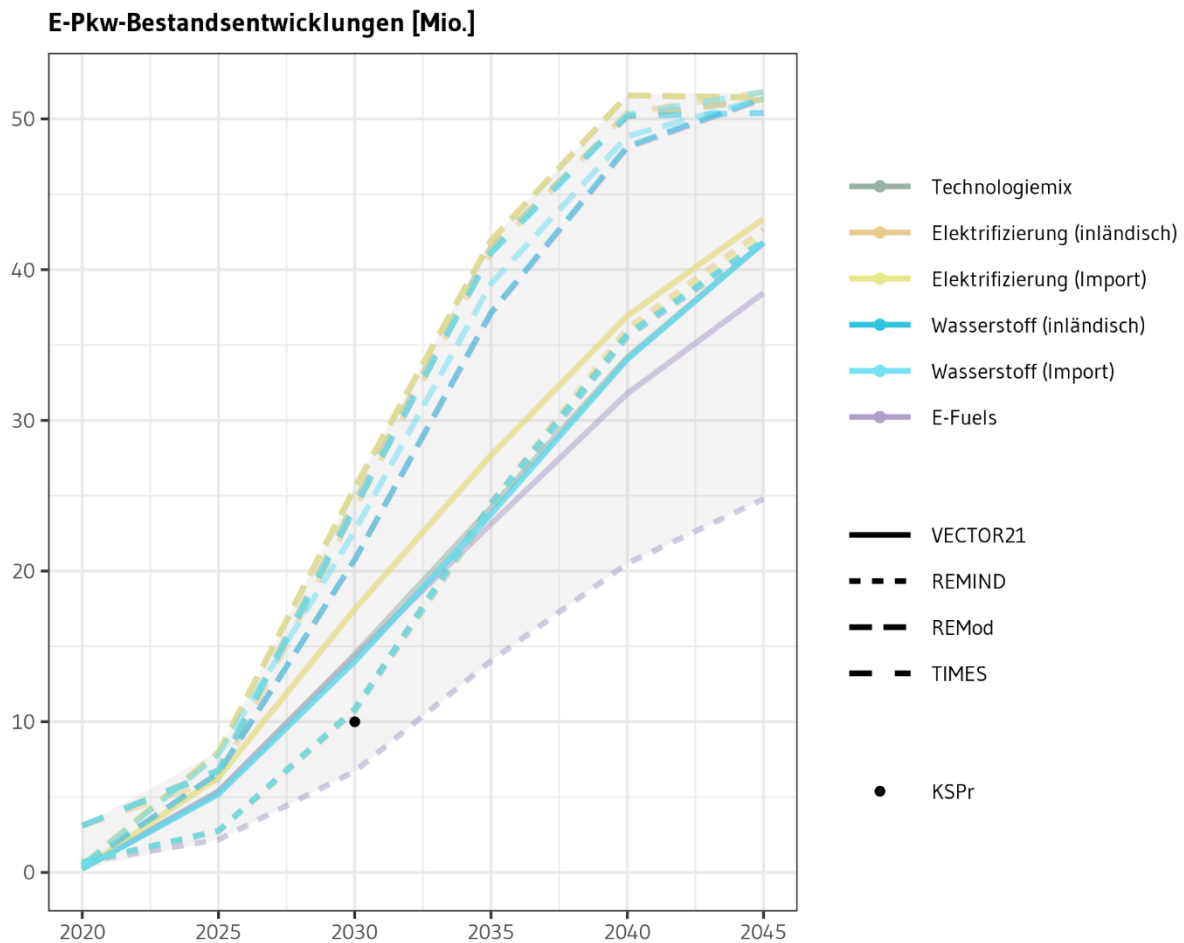 E-Pkw-Bestandsentwicklungen [Mio.]
50
40
30
20
10
0
2020 2025 2030 2035 2040 2045
Technologiemix
Elektrifizierung (inländisch)
Elektrifizierung (Import)
Wasserstoff (inländisch)
Wasserstoff (Import)
E-Fuels
VECTOR21
REMIND
REMod
TIMES
KSPr